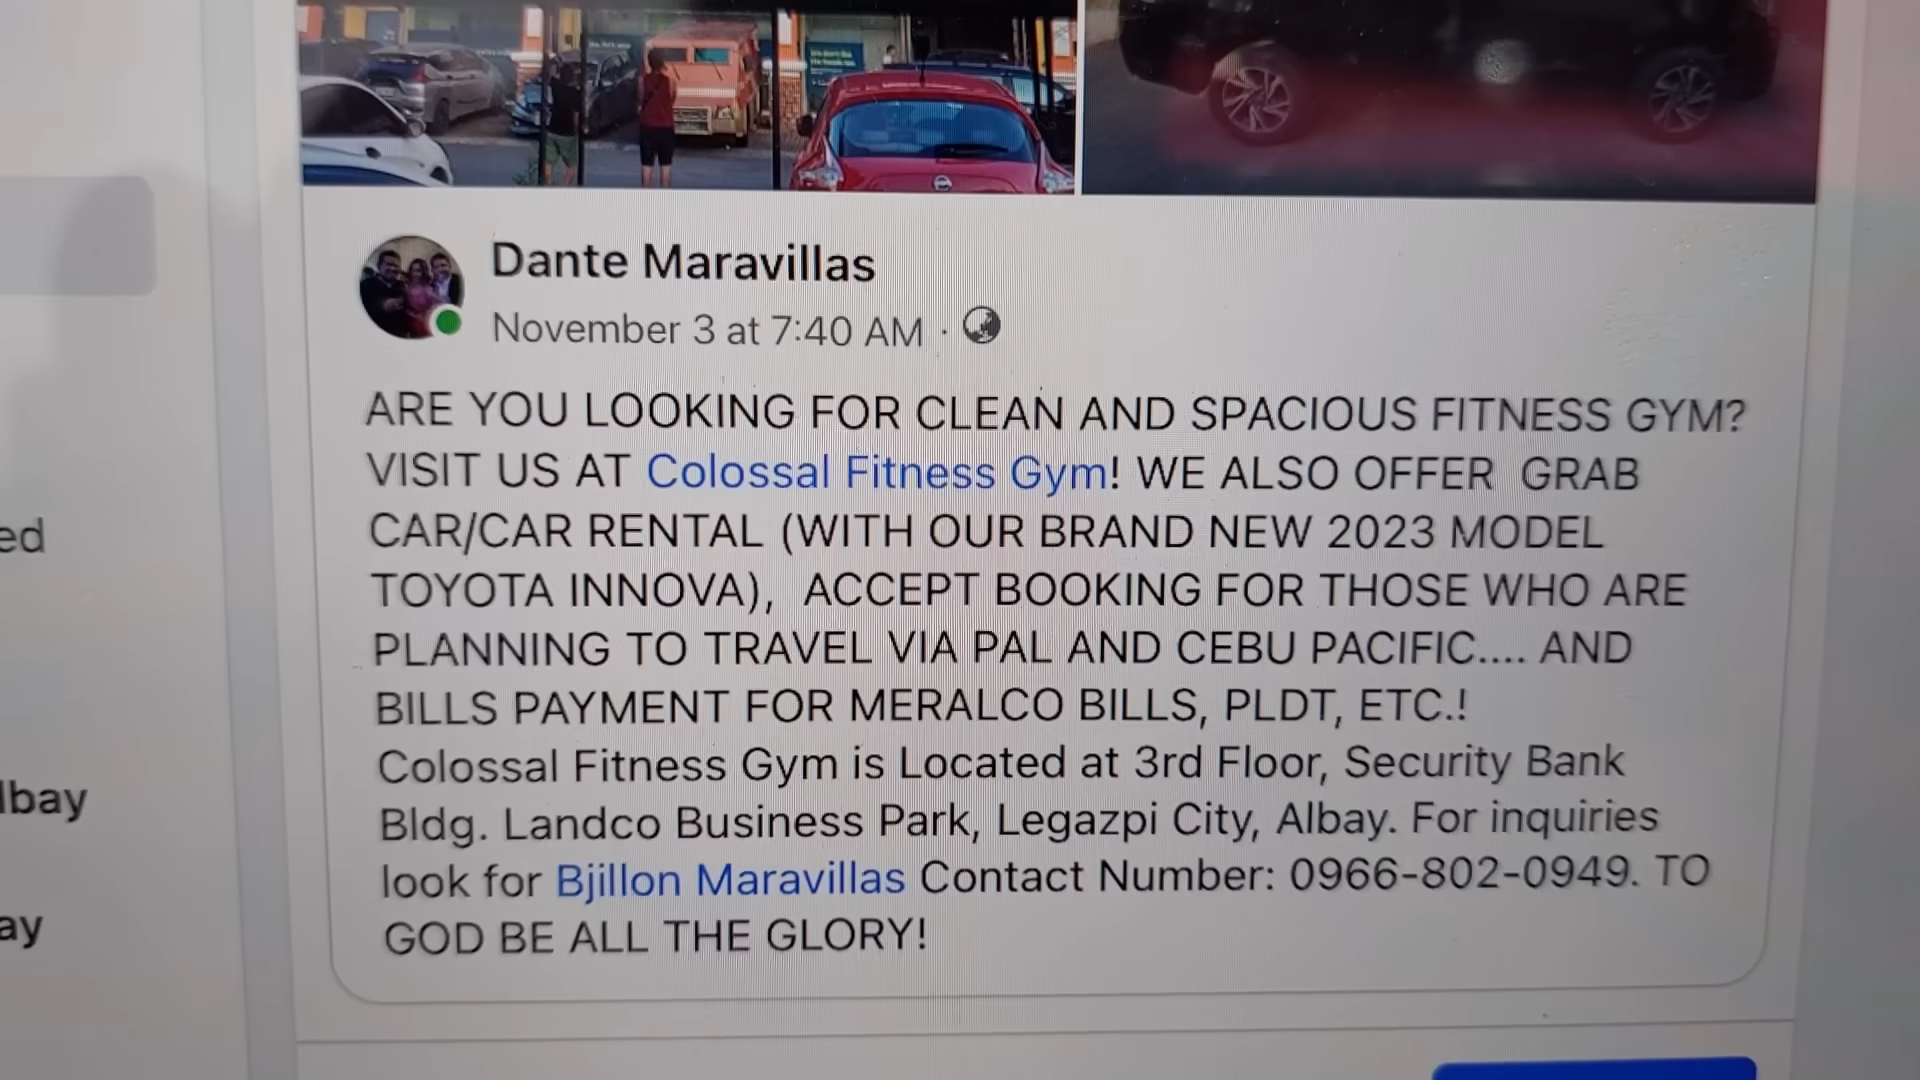 Dante Maravillas
November 3 at 7:40 AM ·
ARE YOU LOOKING FOR CLEAN AND SPACIOUS FITNESS GYM?
VISIT US AT Colossal Fitness Gym! WE ALSO OFFER GRAB
CAR/CAR RENTAL (WITH OUR BRAND NEW 2023 MODEL
TOYOTA INNOVA), ACCEPT BOOKING FOR THOSE WHO ARE
PLANNING TO TRAVEL VIA PAL AND CEBU PACIFIC.... AND
BILLS PAYMENT FOR MERALCO BILLS, PLDT, ETC.!
Colossal Fitness Gym is Located at 3rd Floor, Security Bank
Bldg. Landco Business Park, Legazpi City, Albay. For inquiries
look for Bjillon Maravillas Contact Number: 0966-802-0949. TO
GOD BE ALL THE GLORY!
ed
lbay
ay